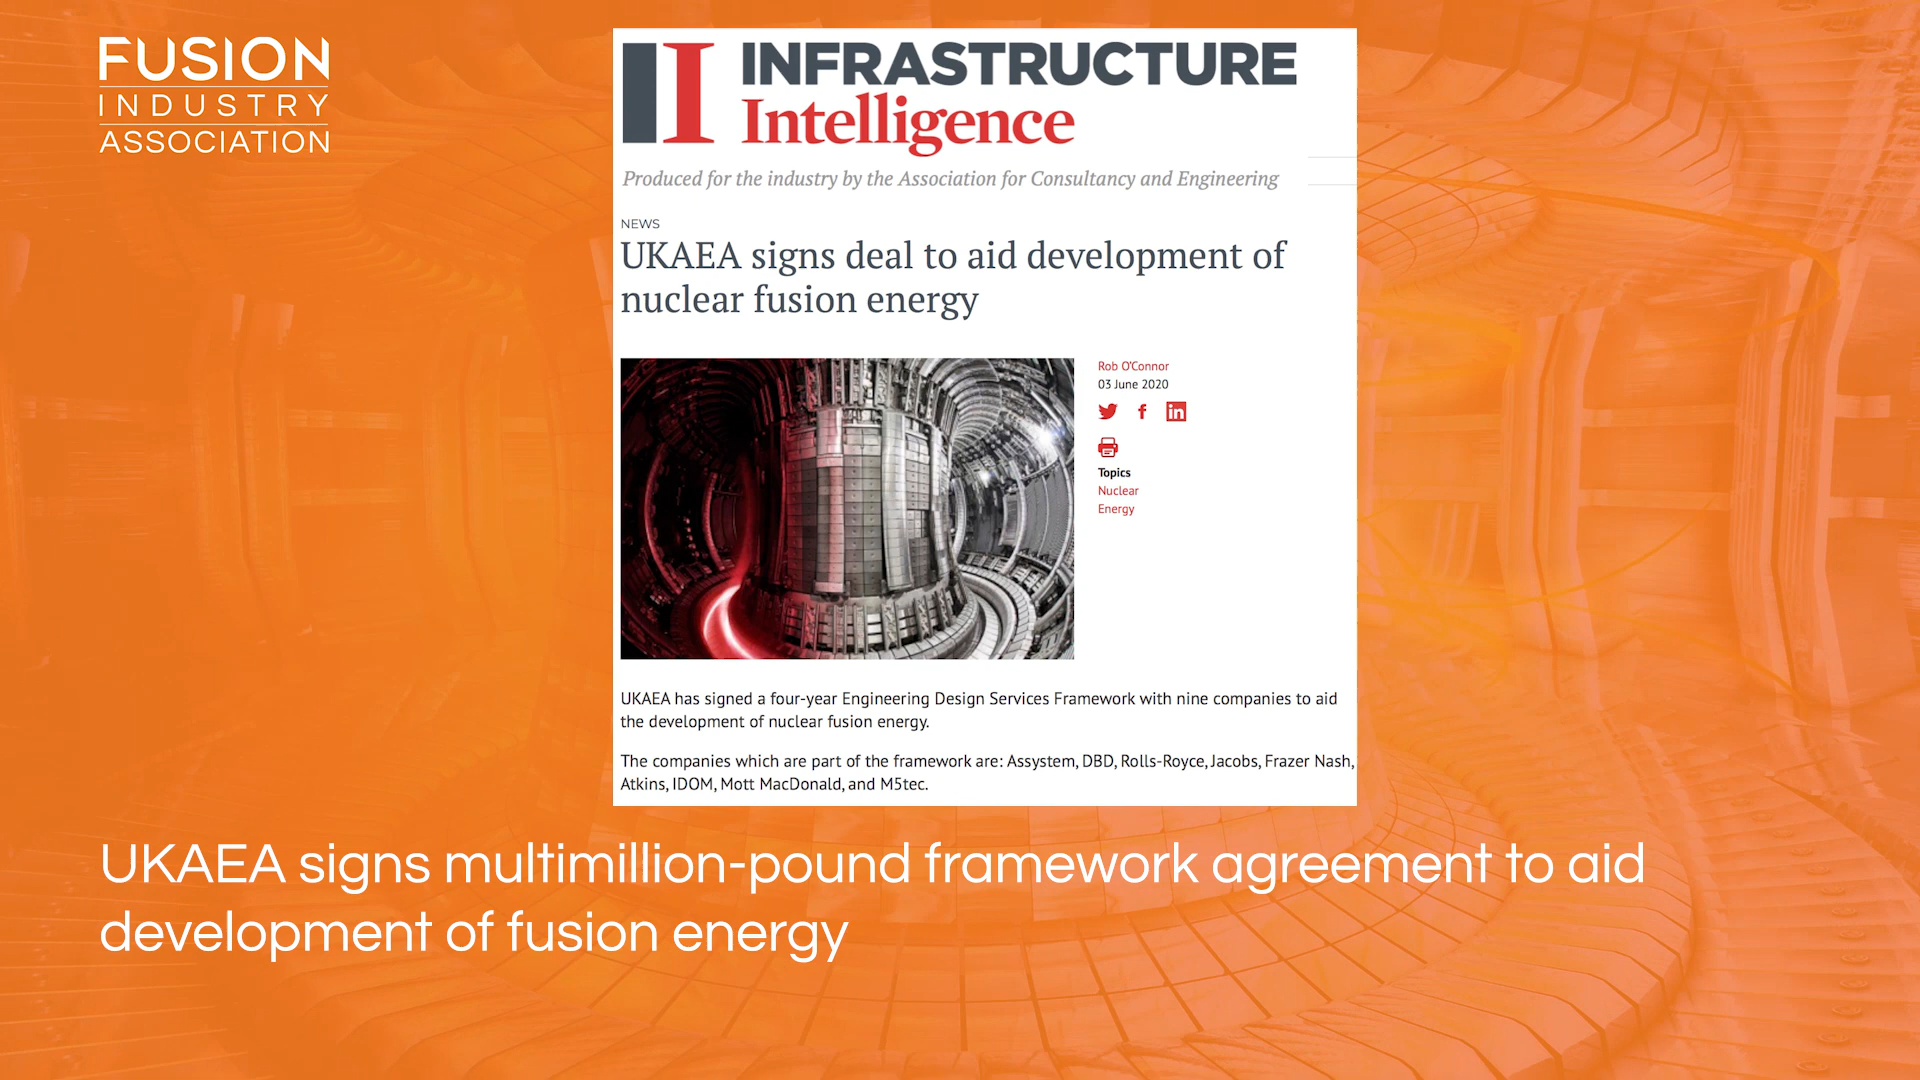 FUSION
INDUSTRY
ASSOCIATION
INFRASTRUCTURE
Intelligence
Produced for the industry by the Association for Consultancy and Engineering
NEWS
UKAEA signs deal to aid development of
nuclear fusion energy
Rob O'Connor
03 June 2020
Topics
Nuclear
Energy
UKAEA has signed a four-year Engineering Design Services Framework with nine companies to aid
the development of nuclear fusion energy.
The companies which are part of the framework are: Assystem, DBD, Rolls-Royce, Jacobs, Frazer Nash,
Atkins, IDOM, Mott MacDonald, and M5tec.
UKAEA signs multimillion-pound framework agreement to aid
development of fusion energy